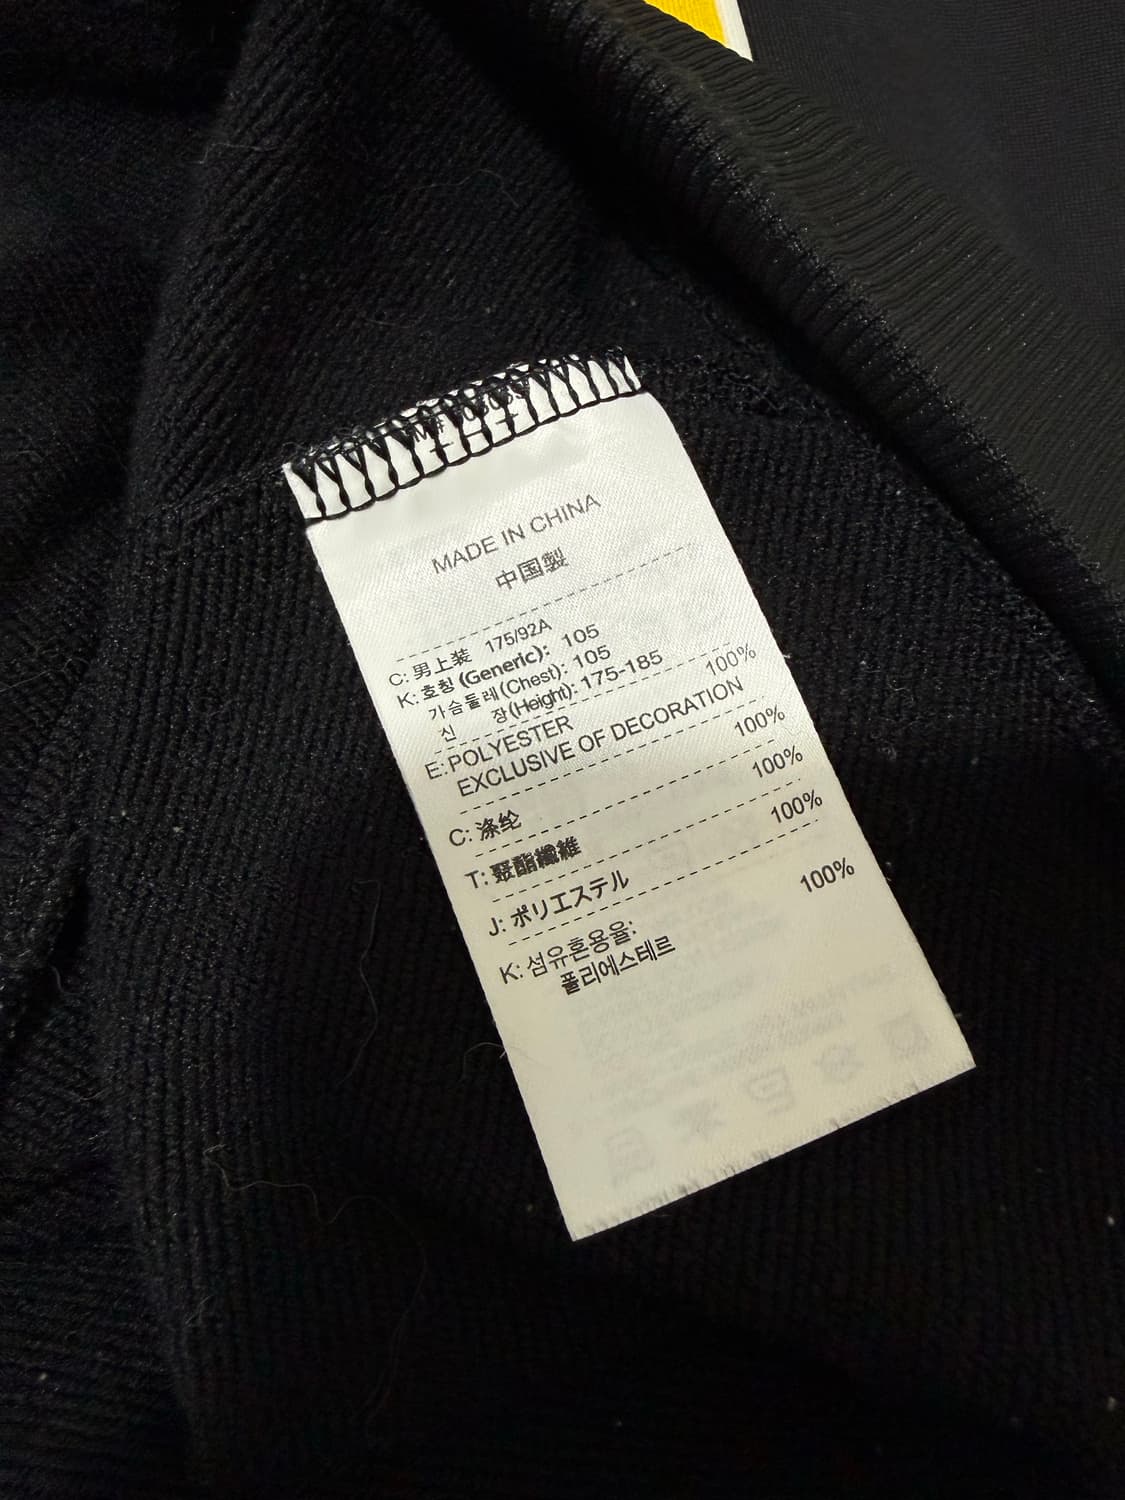 MADE IN CHINA
中国製
C: 男上装 175/92A
K: 호칭 (Generic): 105
가슴둘레(Chest): 105
신 장(Height): 175-185
E: POLYESTER 100%
EXCLUSIVE OF DECORATION
C: 涤纶 100%
T: 聚酯纖維 100%
J: ポリエステル 100%
K: 섬유혼용율:
폴리에스테르 100%